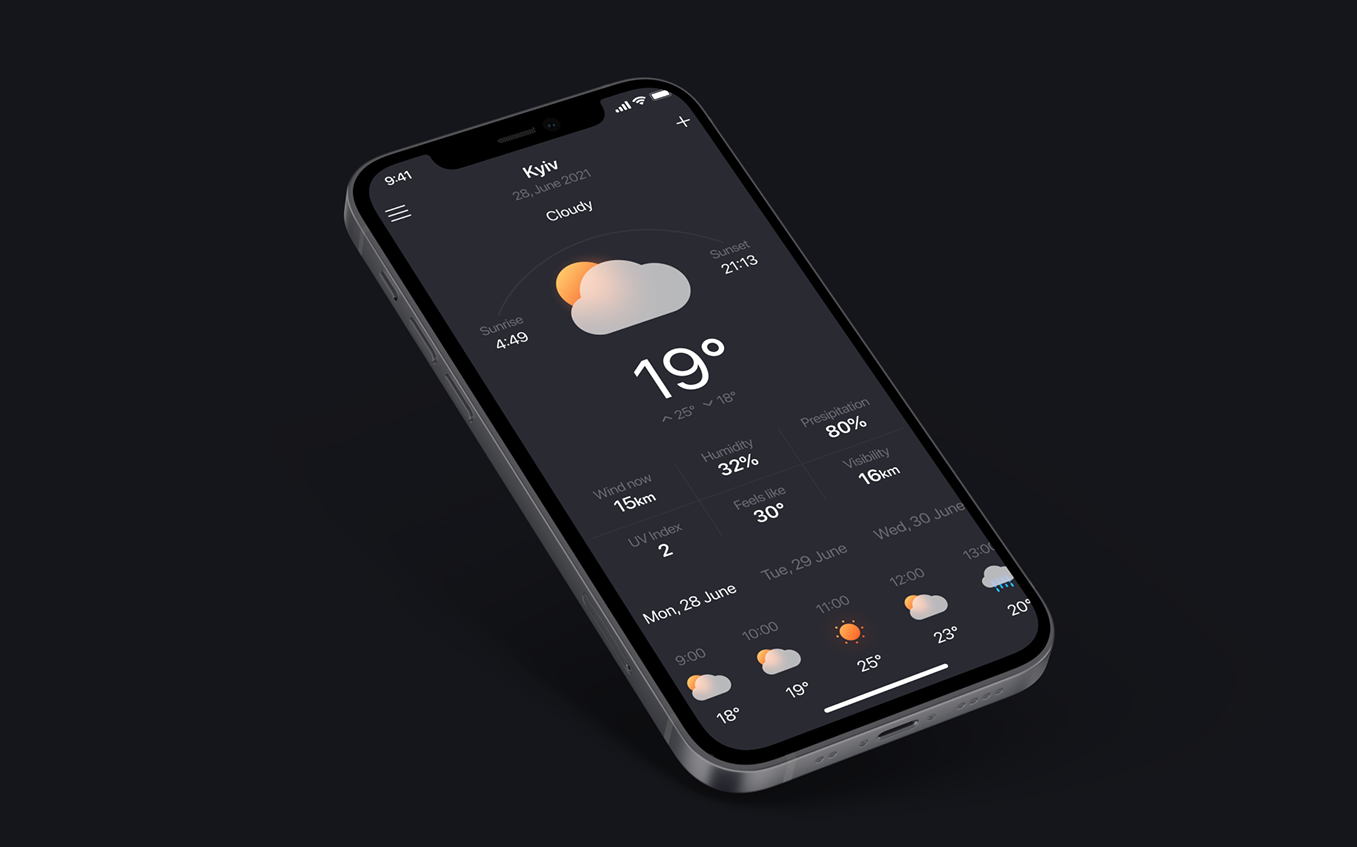 9:41
Kyiv
28, June 2021
Cloudy
Sunrise
4:49
Sunset
21:13
19°
25° 18°
Wind now
15km
Humidity
32%
Presipitation
80%
UV Index
2
Feels like
30°
Visibility
16km
Mon, 28 June
Tue, 29 June
Wed, 30 June
9:00
10:00
11:00
12:00
13:00
18°
19°
25°
23°
20°